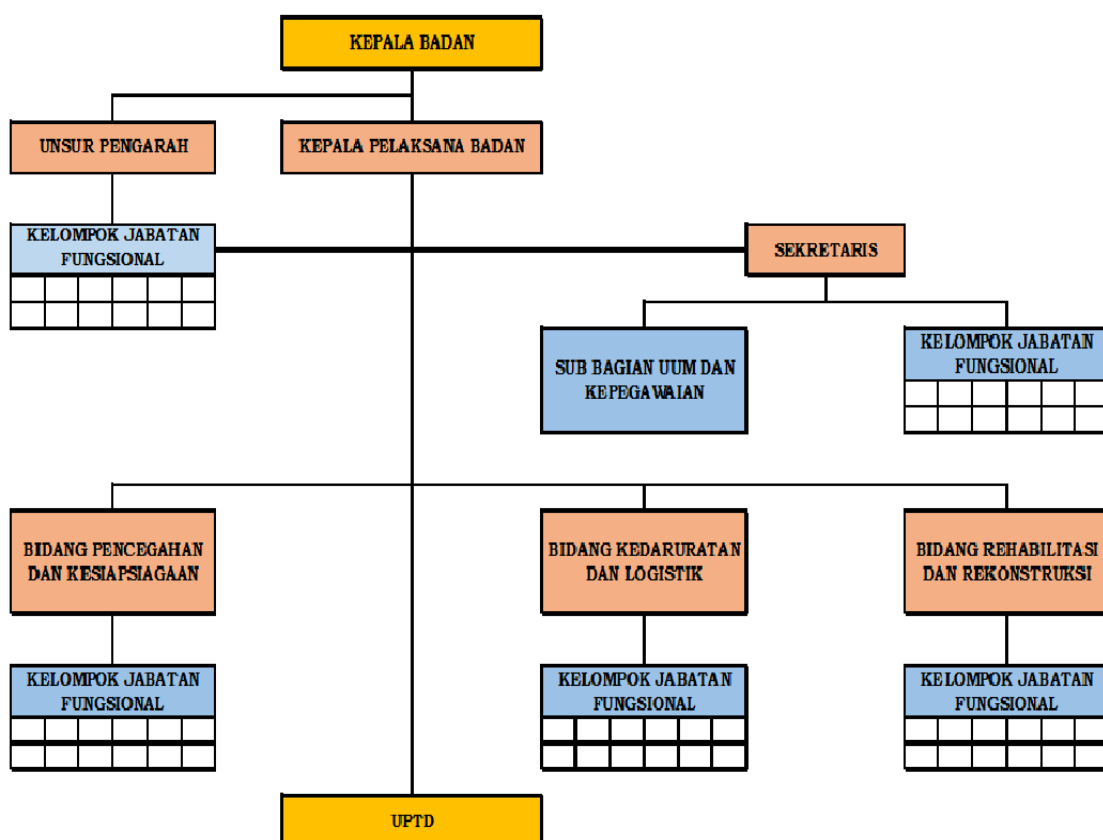 KEPALA BADAN
UNSUR PENGARAH
KEPALA PELAKSANA BADAN
KELOMPOK JABATAN
FUNGSIONAL
SEKRETARIS
SUB BAGIAN UUM DAN
KEPEGAWAIAN
KELOMPOK JABATAN
FUNGSIONAL
BIDANG PENCEGAHAN
DAN KESIAPSIAGAAN
BIDANG KEDARURATAN
DAN LOGISTIK
BIDANG REHABILITASI
DAN REKONSTRUKSI
KELOMPOK JABATAN
FUNGSIONAL
KELOMPOK JABATAN
FUNGSIONAL
KELOMPOK JABATAN
FUNGSIONAL
UPTD